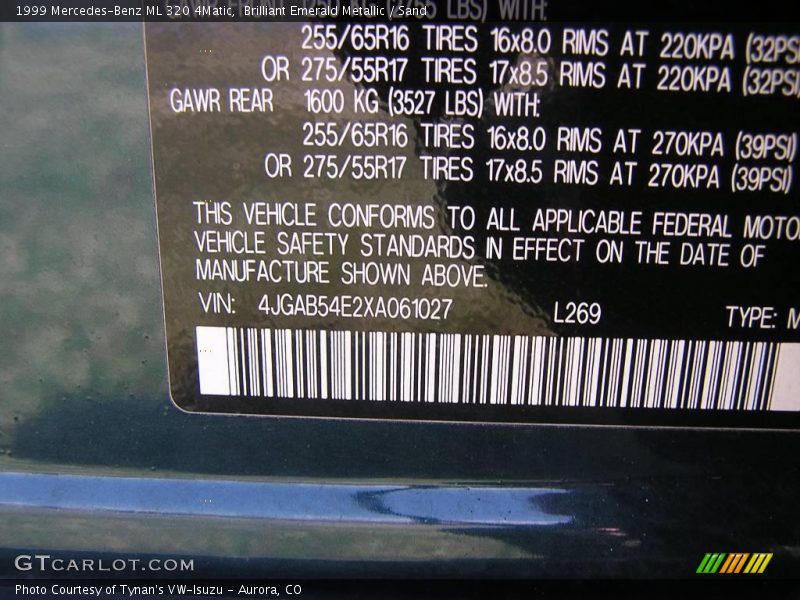 1999 Mercedes-Benz ML 320 4Matic, Brilliant Emerald Metallic / Sand
LBS) WITH:
255/65R16 TIRES 16x8.0 RIMS AT 220KPA (32PSI
OR 275/55R17 TIRES 17x8.5 RIMS AT 220KPA (32PSI
GAWR REAR 1600 KG (3527 LBS) WITH:
255/65R16 TIRES 16x8.0 RIMS AT 270KPA (39PSI)
OR 275/55R17 TIRES 17x8.5 RIMS AT 270KPA (39PSI)
THIS VEHICLE CONFORMS TO ALL APPLICABLE FEDERAL MOTO
VEHICLE SAFETY STANDARDS IN EFFECT ON THE DATE OF
MANUFACTURE SHOWN ABOVE.
VIN: 4JGAB54E2XA061027 L269 TYPE: M
GTCARLOT.COM
Photo Courtesy of Tynan's VW-Isuzu - Aurora, CO